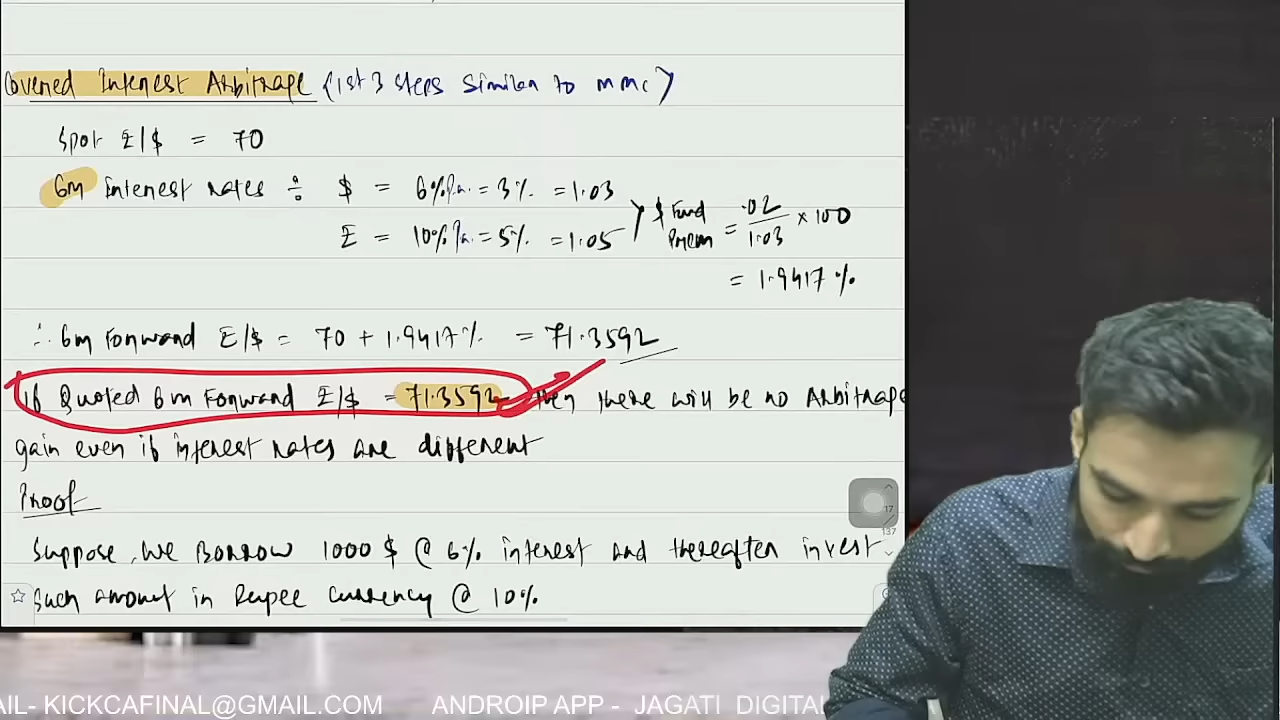 Covered Interest Arbitrage (1st 3 steps similar to MMC)
Spot ₹/$ = 70
6m interest rates ÷ $ = 6% P.a. = 3% = 1.03
₹ = 10% P.a. = 5% = 1.05
$ Fwd Prem = .02/1.03 × 100
= 1.9417%
∴ 6m Forward ₹/$ = 70 + 1.9417% = 71.3592
If Quoted 6m Forward ₹/$ = 71.3592 then there will be no Arbitrage
gain even if interest rates are different
Proof
Suppose, we Borrow 1000 $ @ 6% interest and thereafter invest
such amount in Rupee currency @ 10%
17
137
AIL- KICKCAFINAL@GMAIL.COM ANDROIP APP - JAGATI DIGITAL